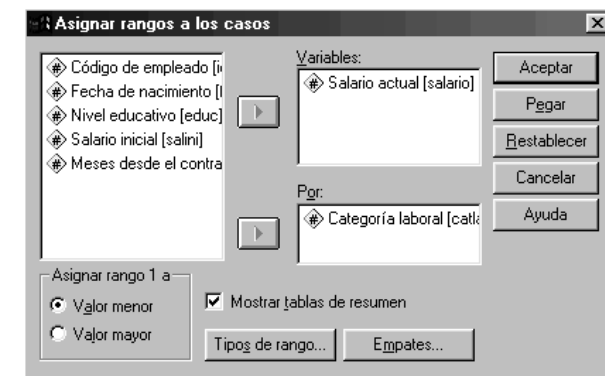 Asignar rangos a los casos
Código de empleado [i
Fecha de nacimiento [
Nivel educativo [educ]
Salario inicial [salini]
Meses desde el contra
Variables:
Salario actual [salario]
Por:
Categoría laboral [catla
Aceptar
Pegar
Restablecer
Cancelar
Ayuda
Asignar rango 1 a
Valor menor
Valor mayor
Mostrar tablas de resumen
Tipos de rango...
Empates...